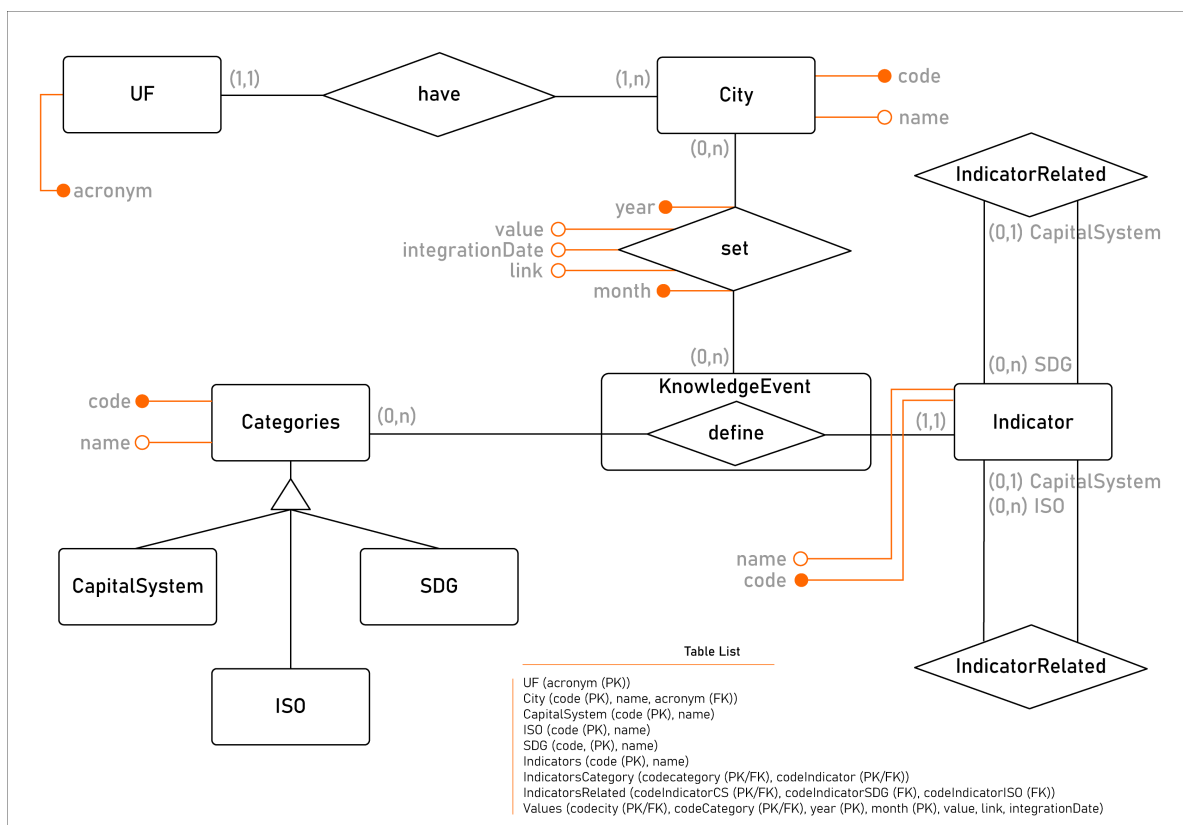 UF
(1,1)
have
(1,n)
City
code
name
acronym
(0,n)
year
value
integrationDate
link
month
set
(0,n)
IndicatorRelated
(0,1) CapitalSystem
(0,n) SDG
KnowledgeEvent
define
(1,1)
Indicator
code
name
Categories
(0,n)
(0,1) CapitalSystem
(0,n) ISO
name
code
CapitalSystem
SDG
ISO
IndicatorRelated
Table List
UF (acronym (PK))
City (code (PK), name, acronym (FK))
CapitalSystem (code (PK), name)
ISO (code (PK), name)
SDG (code, (PK), name)
Indicators (code (PK), name)
IndicatorsCategory (codecategory (PK/FK), codeIndicator (PK/FK))
IndicatorsRelated (codeIndicatorCS (PK/FK), codeIndicatorSDG (FK), codeIndicatorISO (FK))
Values (codecity (PK/FK), codeCategory (PK/FK), year (PK), month (PK), value, link, integrationDate)